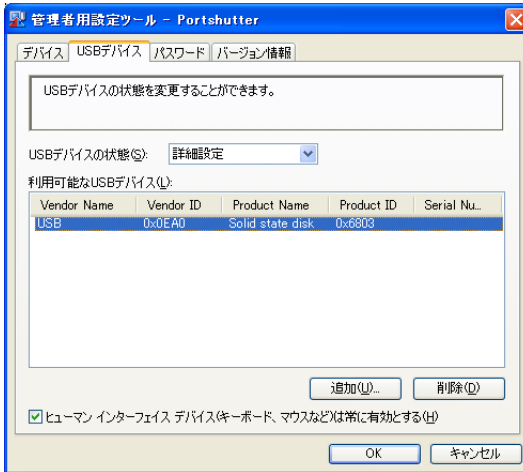 管理者用設定ツール - Portshutter
デバイス USBデバイス パスワード バージョン情報
USBデバイスの状態を変更することができます。
USBデバイスの状態(S): 詳細設定
利用可能なUSBデバイス(L):
Vendor Name Vendor ID Product Name Product ID Serial Nu...
USB 0x0EA0 Solid state disk 0x6803
追加(U)... 削除(D)
ヒューマン インターフェイス デバイス(キーボード、マウスなど)は常に有効とする(H)
OK キャンセル